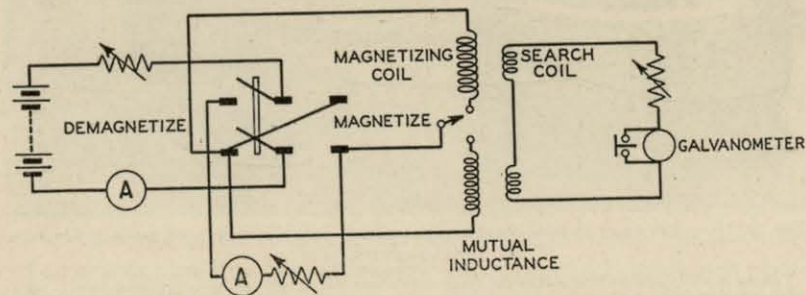 MAGNETIZING
COIL
SEARCH
COIL
DEMAGNETIZE
MAGNETIZE
GALVANOMETER
A
A
MUTUAL
INDUCTANCE